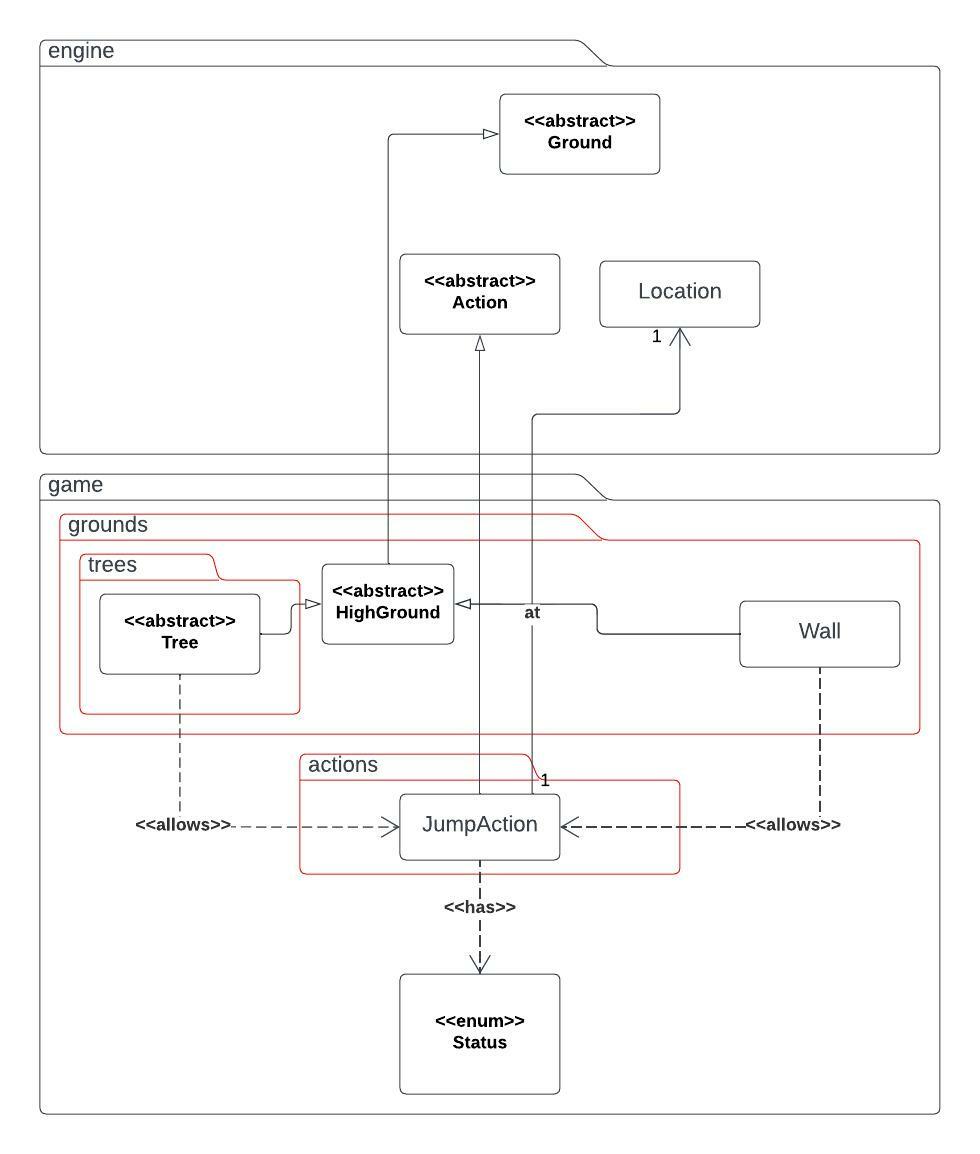 engine
<<abstract>>
Ground
<<abstract>>
Action
Location
1
game
grounds
trees
<<abstract>>
Tree
<<abstract>>
HighGround
at
Wall
actions
1
JumpAction
<<allows>>
<<allows>>
<<has>>
<<enum>>
Status